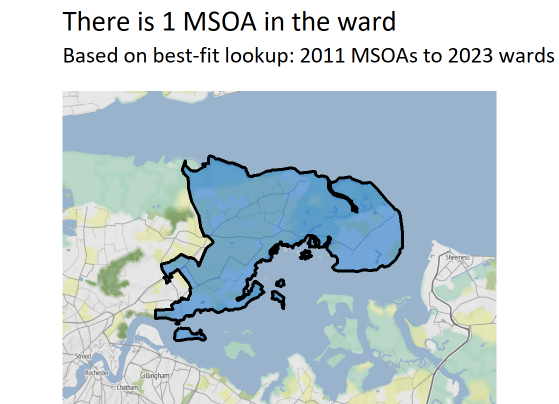 There is 1 MSOA in the ward
Based on best-fit lookup: 2011 MSOAs to 2023 wards
Sheerness
Strood
Rochester
Gillingham
Chatham